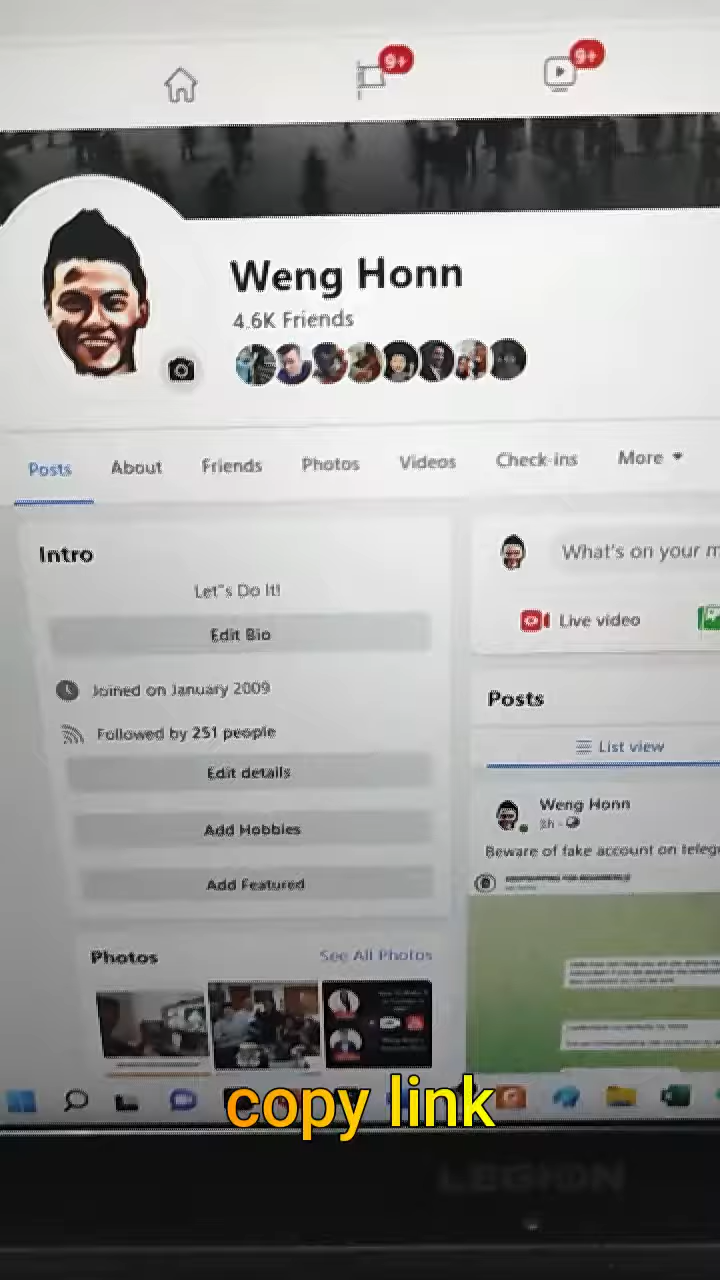 9+
9+
Weng Honn
4.6K Friends
Posts
About
Friends
Photos
Videos
Check-ins
More
Intro
Let"s Do It!
Edit Bio
Joined on January 2009
Followed by 251 people
Edit details
Add Hobbies
Add Featured
Photos
See All Photos
What's on your m
Live video
Posts
List view
Weng Honn
Beware of fake account on teleg
copy link
LEGION